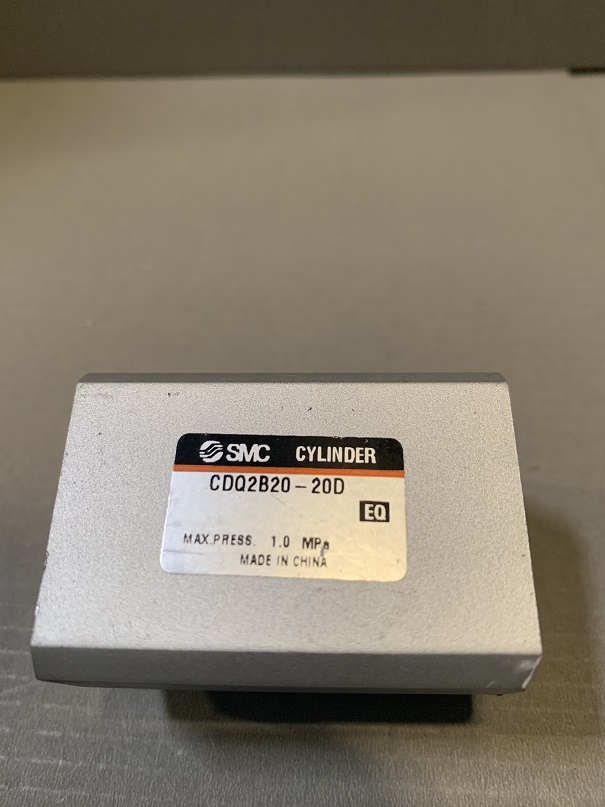 SMC CYLINDER
CDQ2B20-20D
EQ
MAX.PRESS. 1.0 MPa
MADE IN CHINA